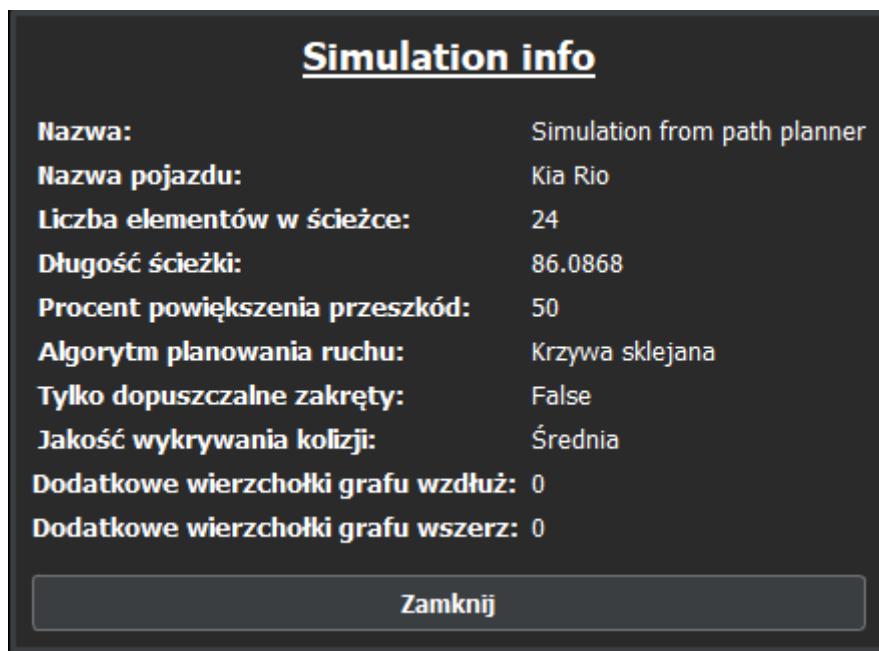 Simulation info
Nazwa: Simulation from path planner
Nazwa pojazdu: Kia Rio
Liczba elementów w ścieżce: 24
Długość ścieżki: 86.0868
Procent powiększenia przeszkód: 50
Algorytm planowania ruchu: Krzywa sklejana
Tylko dopuszczalne zakręty: False
Jakość wykrywania kolizji: Średnia
Dodatkowe wierzchołki grafu wzdłuż: 0
Dodatkowe wierzchołki grafu wszerz: 0
Zamknij